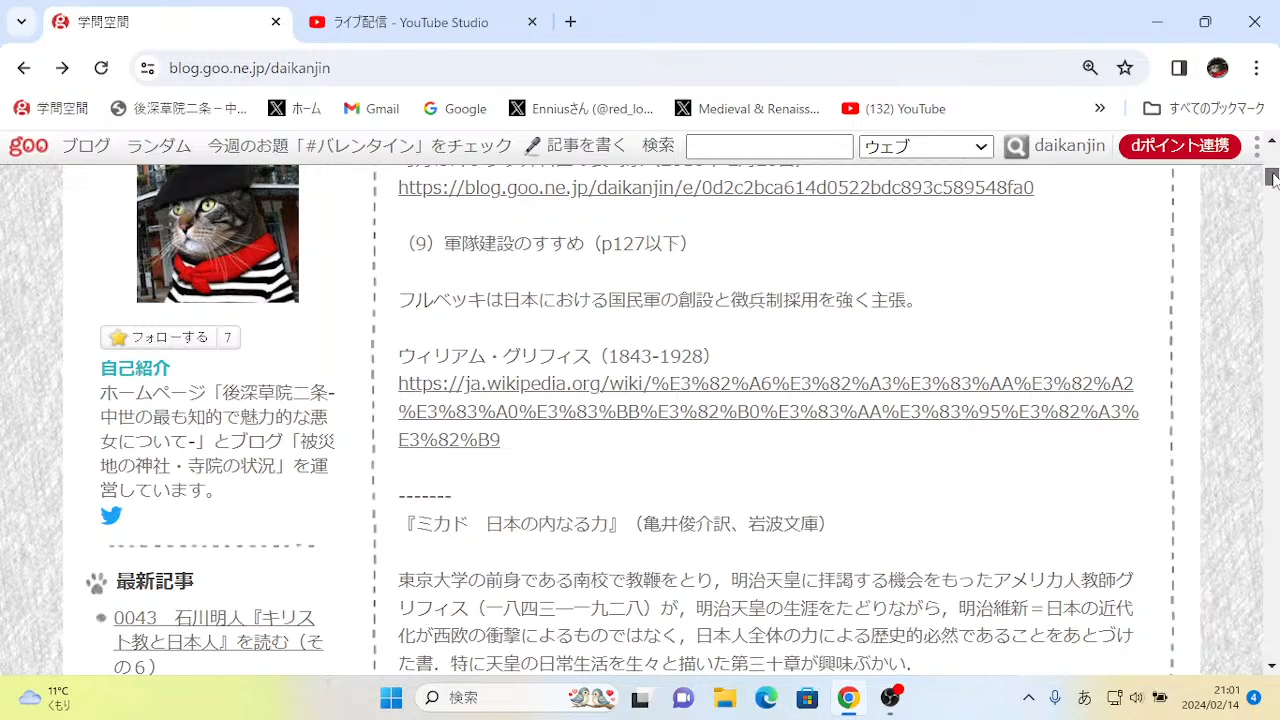 学問空間
ライブ配信 - YouTube Studio
blog.goo.ne.jp/daikanjin
学問空間
後深草院二条－中...
ホーム
Gmail
Google
Enniusさん (@red_lo...
Medieval & Renaiss...
(132) YouTube
すべてのブックマーク
goo
ブログ
ランダム
今週のお題「#バレンタイン」をチェック
記事を書く
検索
ウェブ
daikanjin
dポイント連携
フォローする
7
自己紹介
ホームページ「後深草院二条-
中世の最も知的で魅力的な悪
女について-」とブログ「被災
地の神社・寺院の状況」を運
営しています。
最新記事
0043 石川明人『キリス
ト教と日本人』を読む（そ
の６）
https://blog.goo.ne.jp/daikanjin/e/0d2c2bca614d0522bdc893c589548fa0
（9）軍隊建設のすすめ（p127以下）
フルベッキは日本における国民軍の創設と徴兵制採用を強く主張。
ウィリアム・グリフィス（1843-1928）
https://ja.wikipedia.org/wiki/%E3%82%A6%E3%82%A3%E3%83%AA%E3%82%A2
%E3%83%A0%E3%83%BB%E3%82%B0%E3%83%AA%E3%83%95%E3%82%A3%
E3%82%B9
-------
『ミカド 日本の内なる力』（亀井俊介訳、岩波文庫）
東京大学の前身である南校で教鞭をとり，明治天皇に拝謁する機会をもったアメリカ人教師グ
リフィス（一八四三―一九二八）が，明治天皇の生涯をたどりながら，明治維新＝日本の近代
化が西欧の衝撃によるものではなく，日本人全体の力による歴史的必然であることをあとづけ
た書．特に天皇の日常生活を生々と描いた第三十章が興味ぶかい．
11°C
くもり
検索
あ
21:01
2024/02/14
4